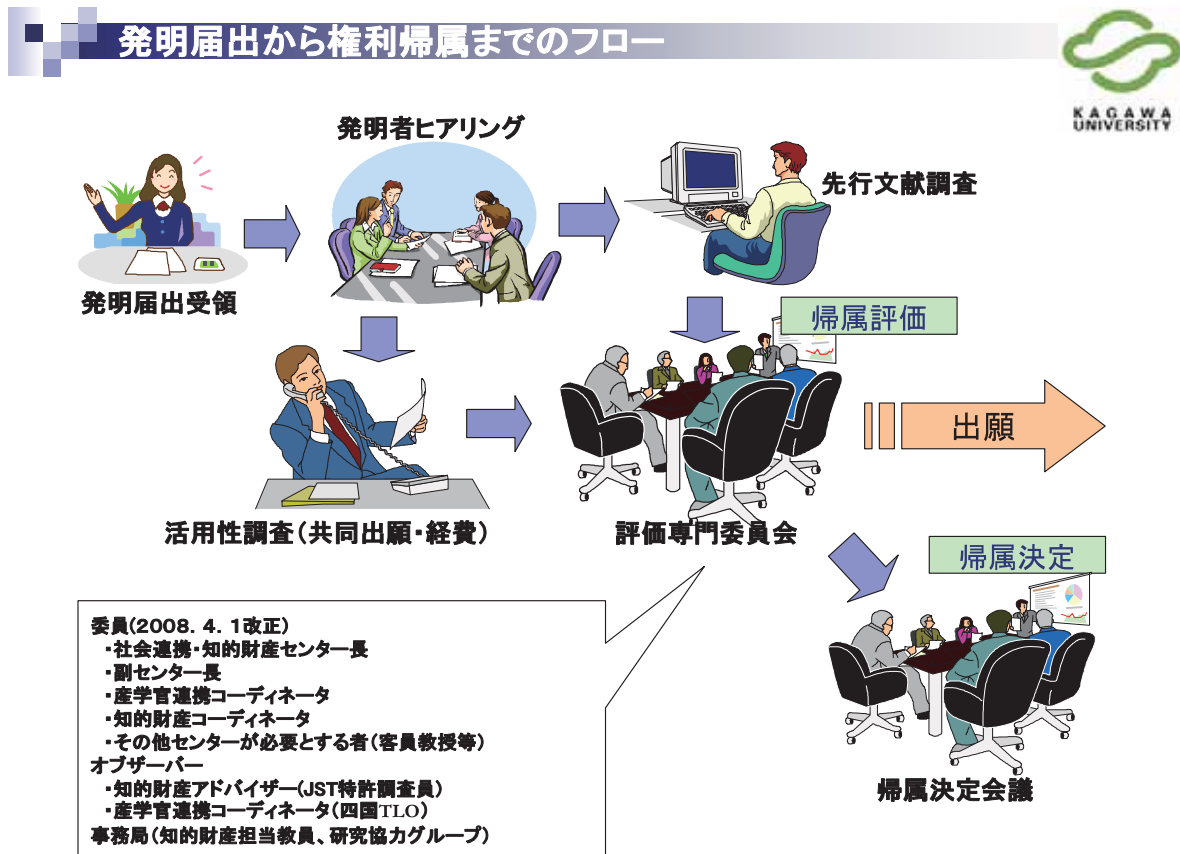 発明届出から権利帰属までのフロー
KAGAWA
UNIVERSITY
発明者ヒアリング
先行文献調査
発明届出受領
帰属評価
出願
活用性調査(共同出願・経費)
評価専門委員会
帰属決定
委員(2008.4.1改正)
・社会連携・知的財産センター長
・副センター長
・産学官連携コーディネータ
・知的財産コーディネータ
・その他センターが必要とする者(客員教授等)
オブザーバー
・知的財産アドバイザー(JST特許調査員)
・産学官連携コーディネータ(四国TLO)
事務局(知的財産担当教員、研究協力グループ)
帰属決定会議